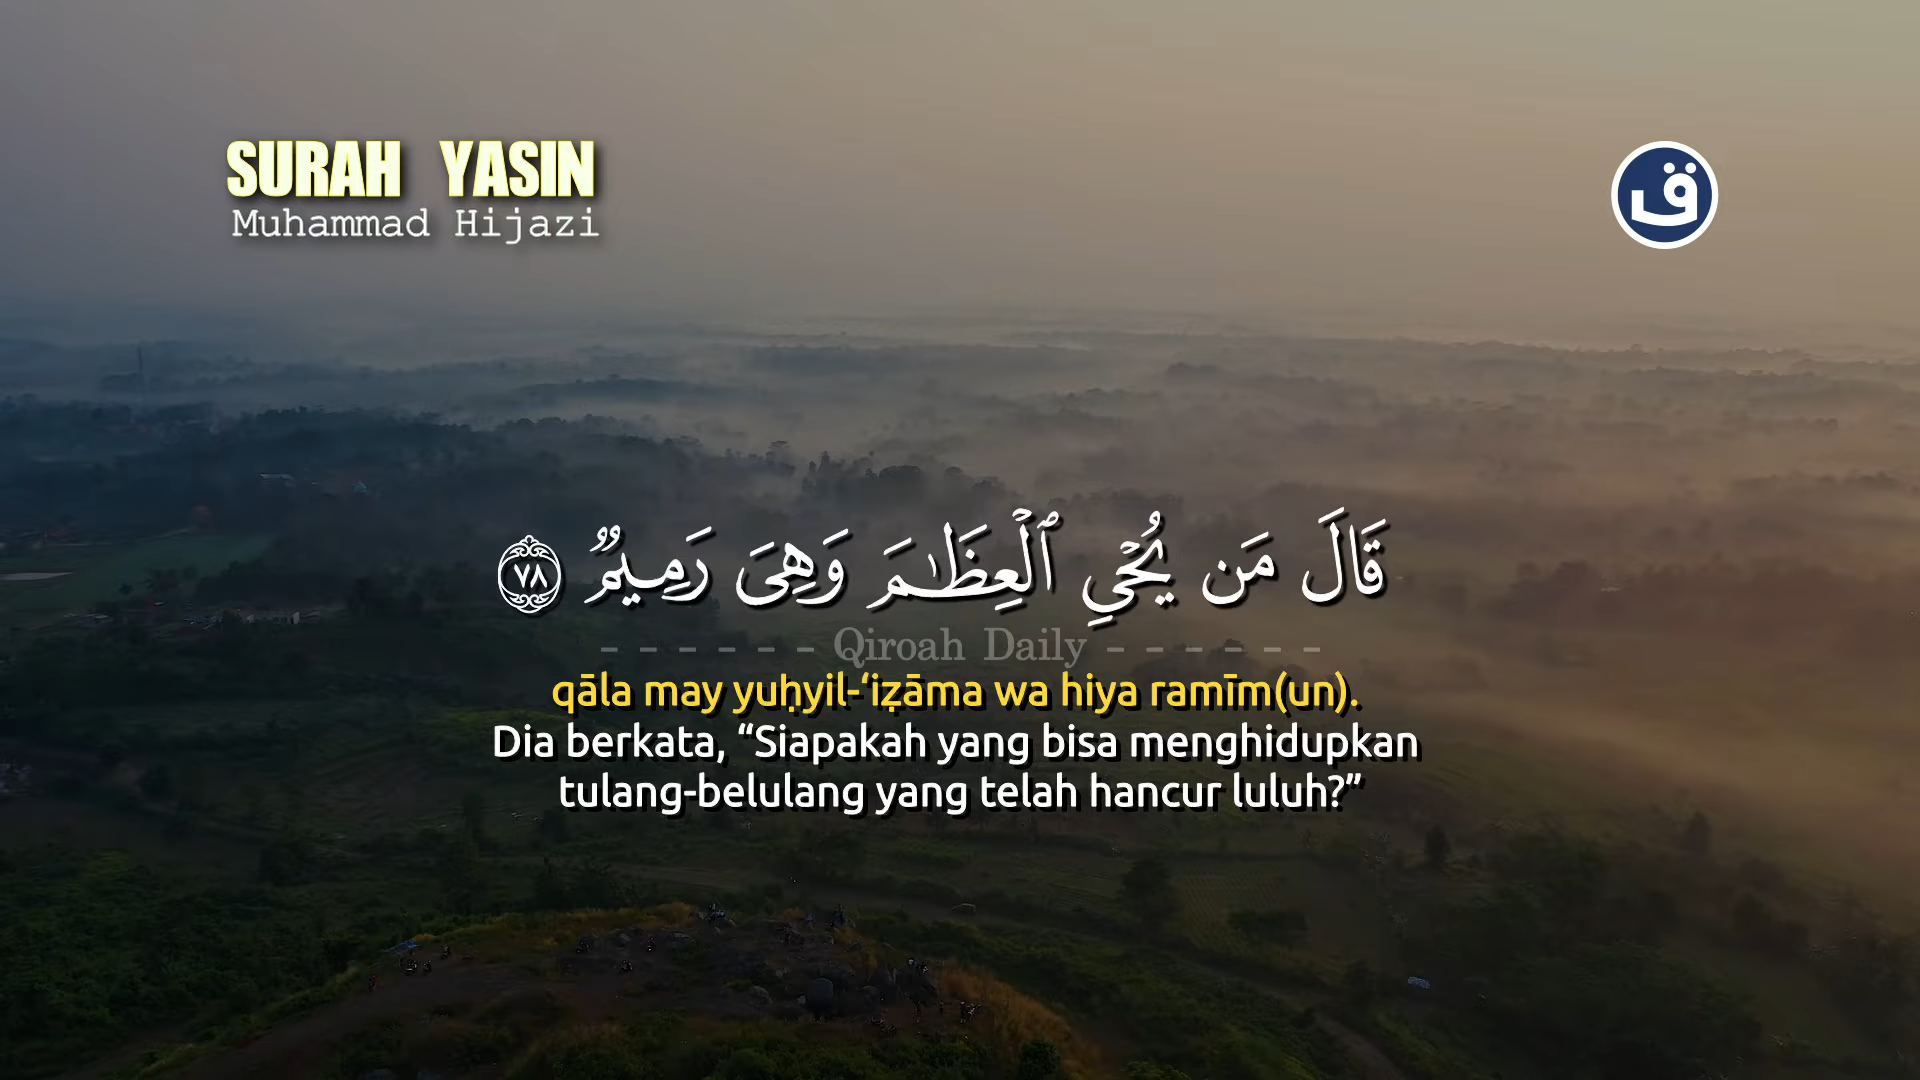 SURAH YASIN
Muhammad Hijazi
ق
قَالَ مَن يُحْيِ ٱلْعِظَٰمَ وَهِىَ رَمِيمٌ ٧٨
- - - - - - Qiroah Daily - - - - - -
qāla may yuḥyil-‘iẓāma wa hiya ramīm(un).
Dia berkata, “Siapakah yang bisa menghidupkan
tulang-belulang yang telah hancur luluh?”